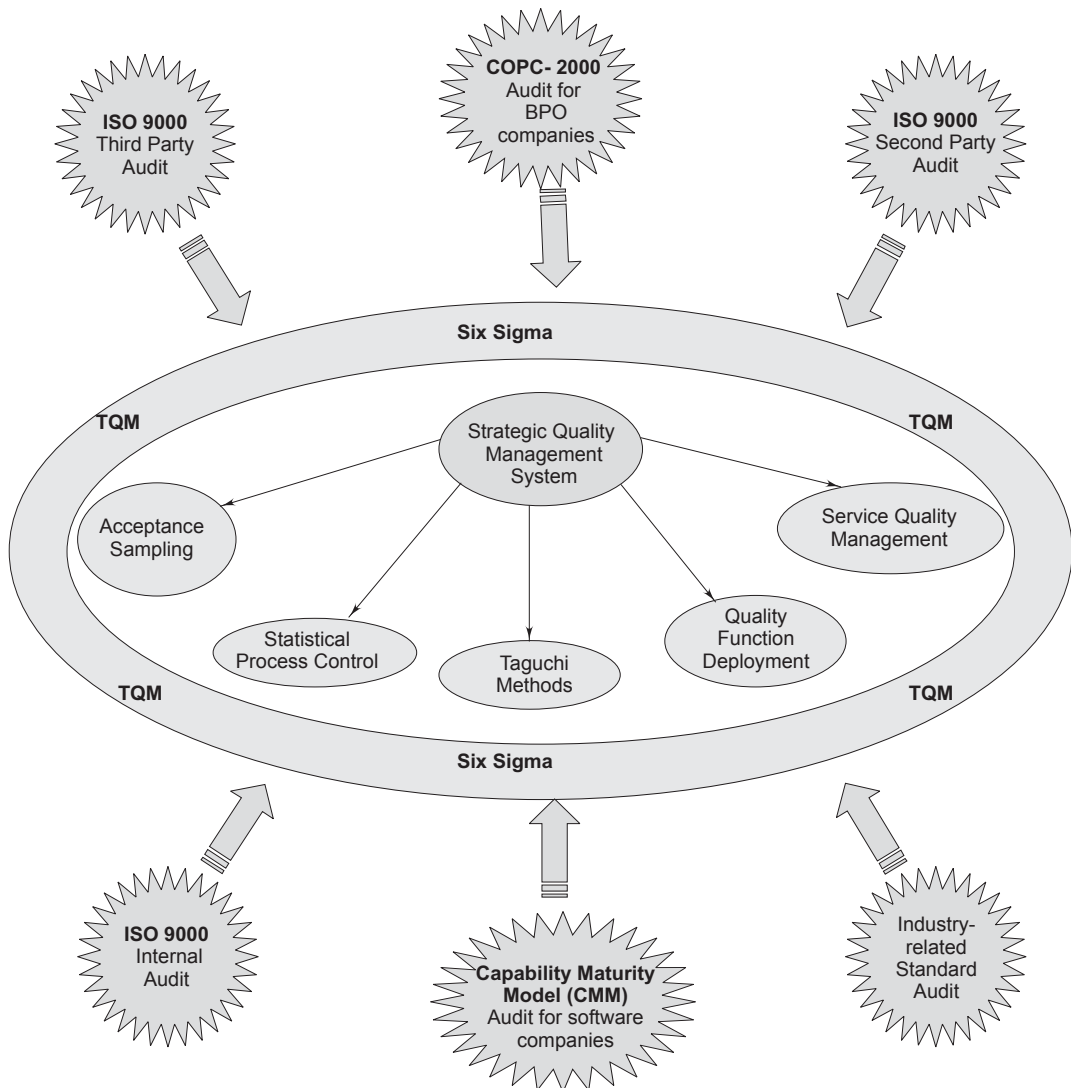 ISO 9000
Third Party
Audit
COPC- 2000
Audit for
BPO
companies
ISO 9000
Second Party
Audit
Six Sigma
TQM
TQM
Strategic Quality
Management
System
Acceptance
Sampling
Service Quality
Management
Statistical
Process Control
Taguchi
Methods
Quality
Function
Deployment
TQM
TQM
Six Sigma
ISO 9000
Internal
Audit
Capability Maturity
Model (CMM)
Audit for software
companies
Industry-
related
Standard
Audit